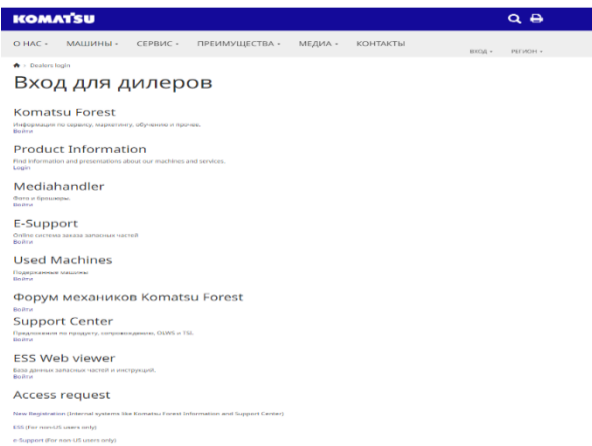 KOMATSU
О НАС МАШИНЫ СЕРВИС ПРЕИМУЩЕСТВА МЕДИА КОНТАКТЫ
ВХОД РЕГИОН
Dealers login
Вход для дилеров
Komatsu Forest
Информация по сервису, маркетингу, обучению и прочее.
Войти
Product Information
Find information and presentations about our machines and services.
Login
Mediahandler
Фото и брошюры.
Войти
E-Support
Online система заказа запасных частей
Войти
Used Machines
Подержанные машины
Войти
Форум механиков Komatsu Forest
Войти
Support Center
Предложения по продукту, сопровождению, DLWS и TSI.
Войти
ESS Web viewer
База данных запасных частей и инструкций.
Войти
Access request
New Registration (Internal systems like Komatsu Forest Information and Support Center)
ESS (For non-US users only)
e-Support (For non-US users only)